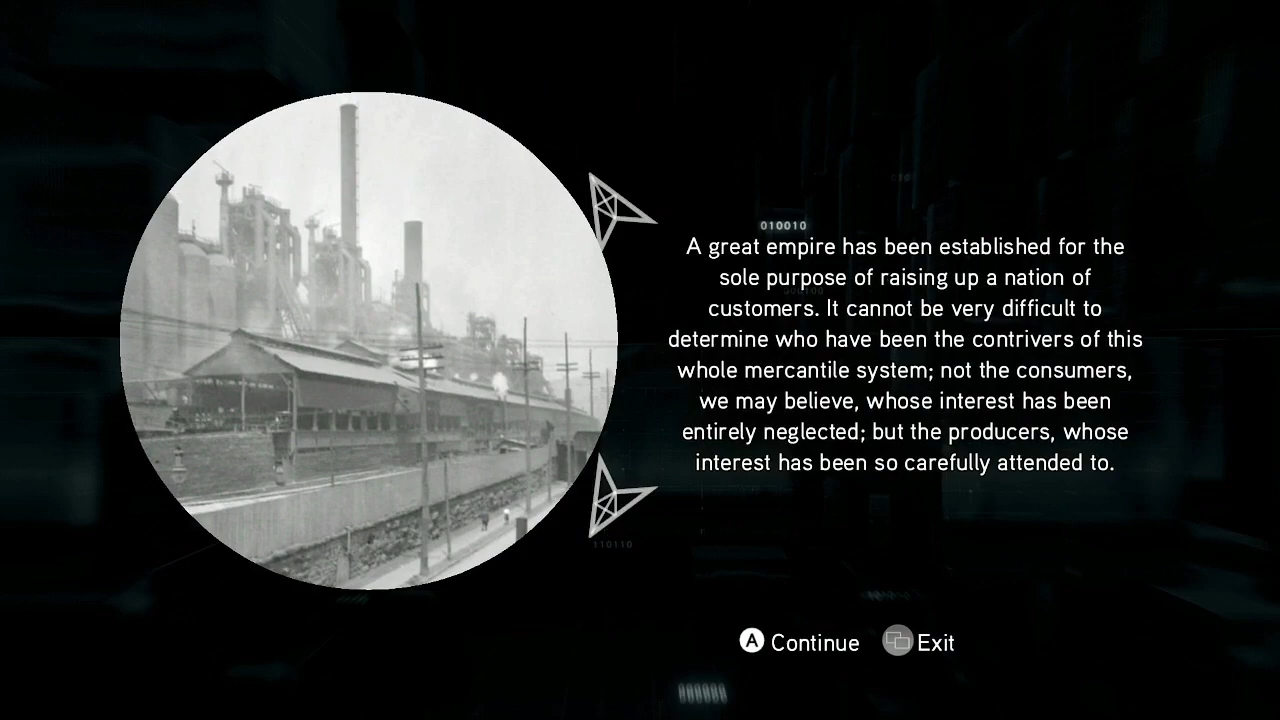 010010
A great empire has been established for the
sole purpose of raising up a nation of
customers. It cannot be very difficult to
determine who have been the contrivers of this
whole mercantile system; not the consumers,
we may believe, whose interest has been
entirely neglected; but the producers, whose
interest has been so carefully attended to.
110110
A Continue
Exit